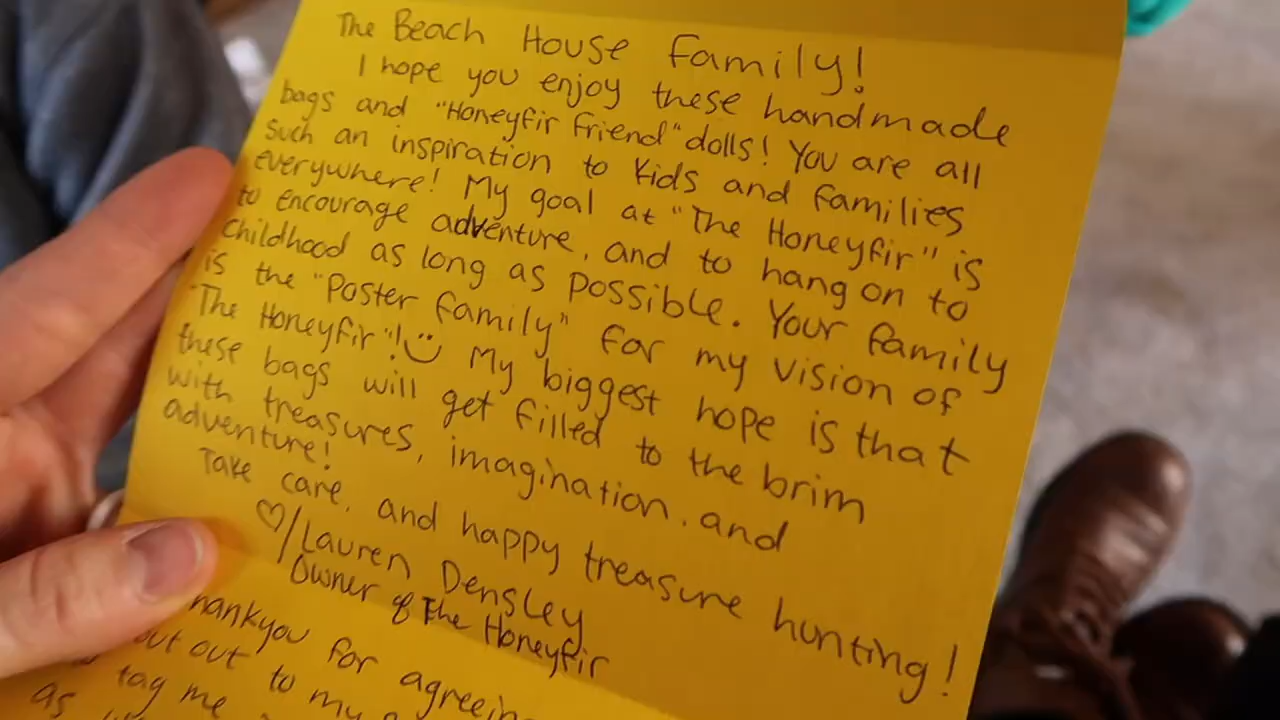 The Beach House Family!
I hope you enjoy these handmade
bags and "Honeyfir Friend" dolls! You are all
such an inspiration to kids and families
everywhere! My goal at "The Honeyfir" is
to encourage adventure, and to hang on to
childhood as long as possible. Your family
is the "Poster Family" for my vision of
"The Honeyfir"! My biggest hope is that
these bags will get filled to the brim
with treasures, imagination, and
adventure!
Take care, and happy treasure hunting!
♡/Lauren Densley
Owner of The Honeyfir
for
out to my
tag me
as